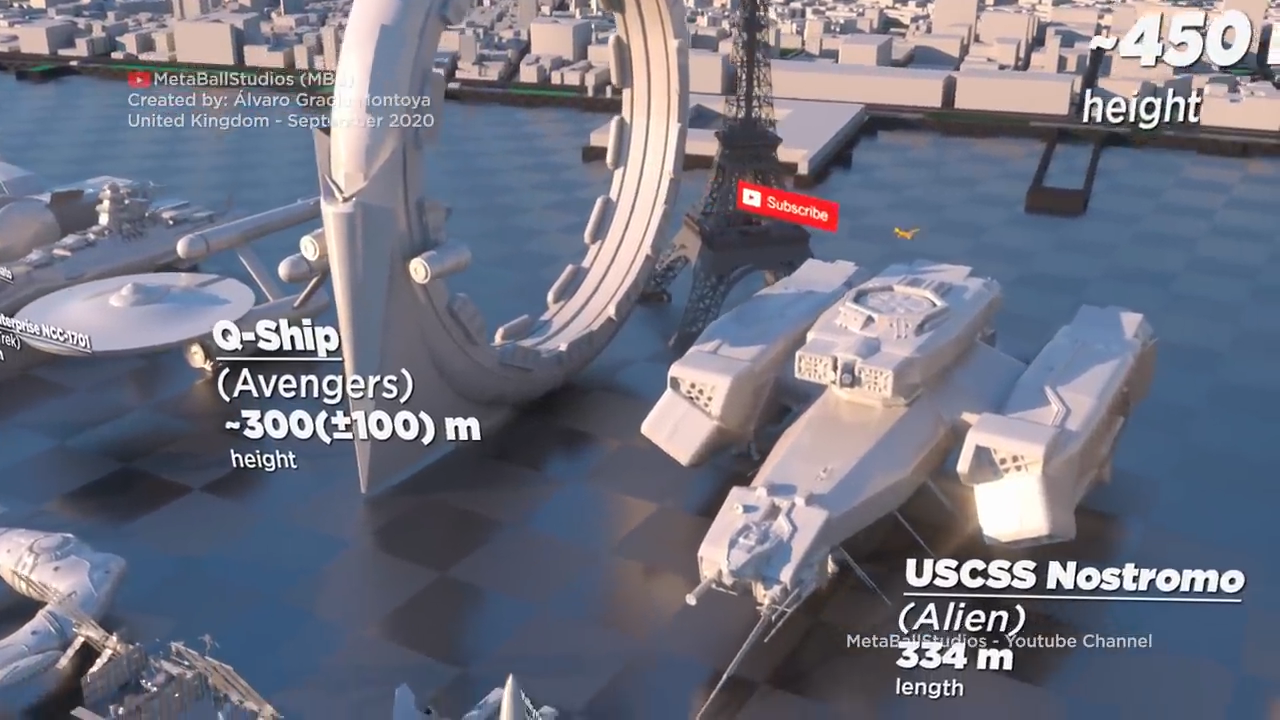 ~450
height
MetaBallStudios
Created by: Álvaro Gracia Montoya
United Kingdom - September 2020
Subscribe
Enterprise NCC-1701
Q-Ship
(Avengers)
~300(±100) m
height
USCSS Nostromo
(Alien)
MetaBallStudios - Youtube Channel
334 m
length